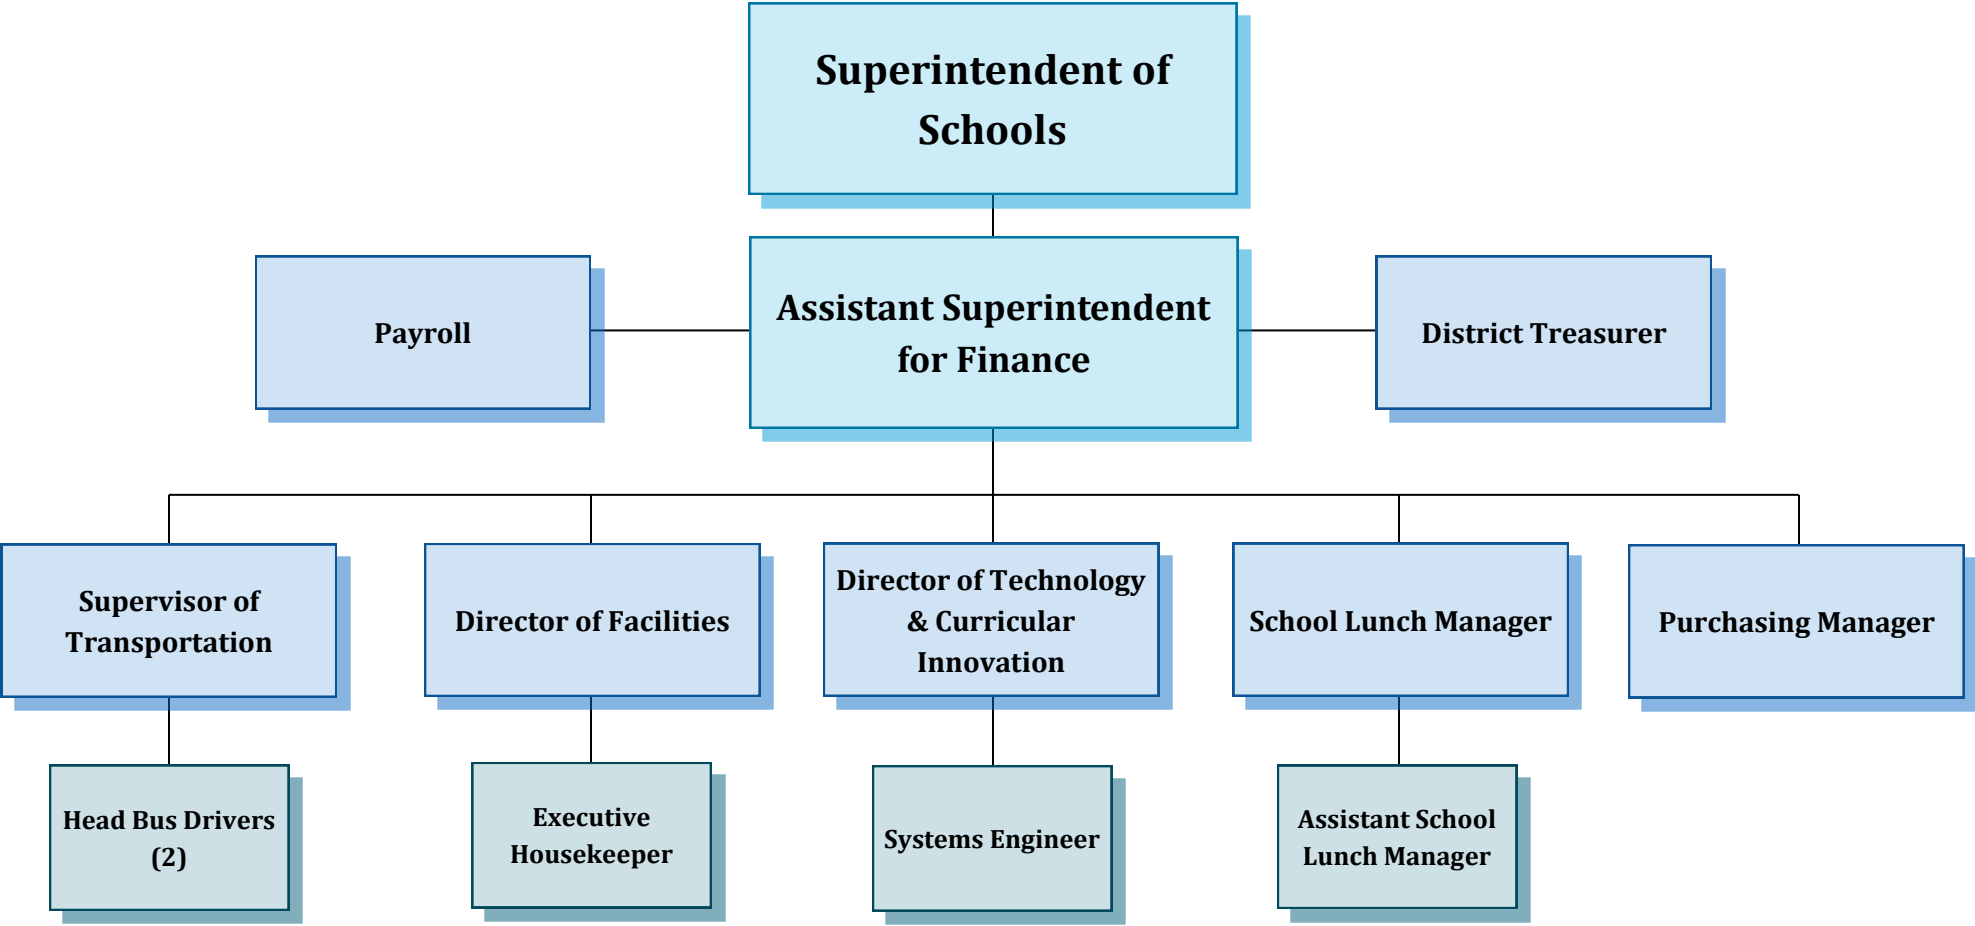 Superintendent of
Schools
Payroll
Assistant Superintendent
for Finance
District Treasurer
Supervisor of
Transportation
Director of Facilities
Director of Technology
& Curricular
Innovation
School Lunch Manager
Purchasing Manager
Head Bus Drivers
(2)
Executive
Housekeeper
Systems Engineer
Assistant School
Lunch Manager